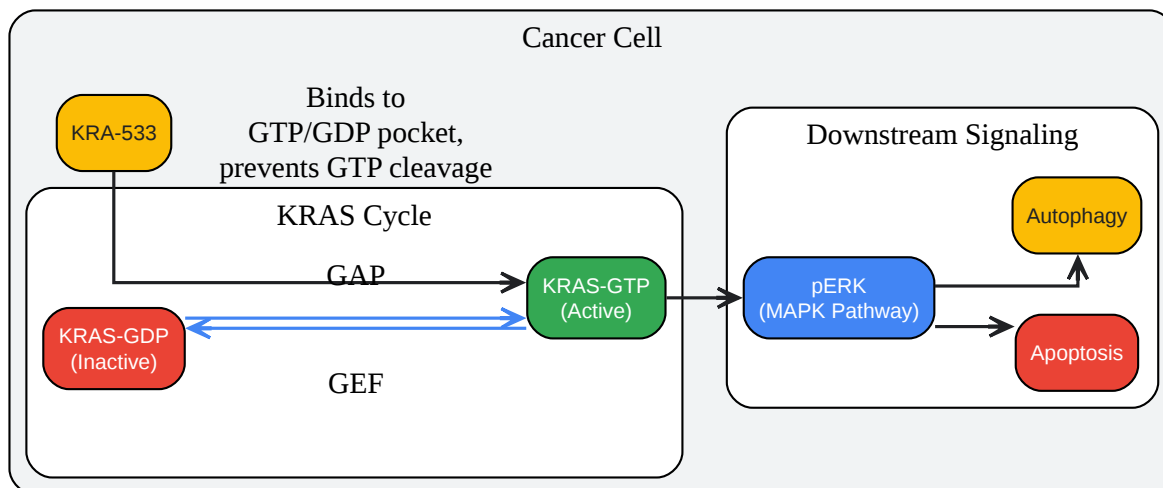 Cancer Cell
KRA-533
Binds to
GTP/GDP pocket,
prevents GTP cleavage
KRAS Cycle
GAP
KRAS-GTP
(Active)
KRAS-GDP
(Inactive)
GEF
Downstream Signaling
Autophagy
pERK
(MAPK Pathway)
Apoptosis